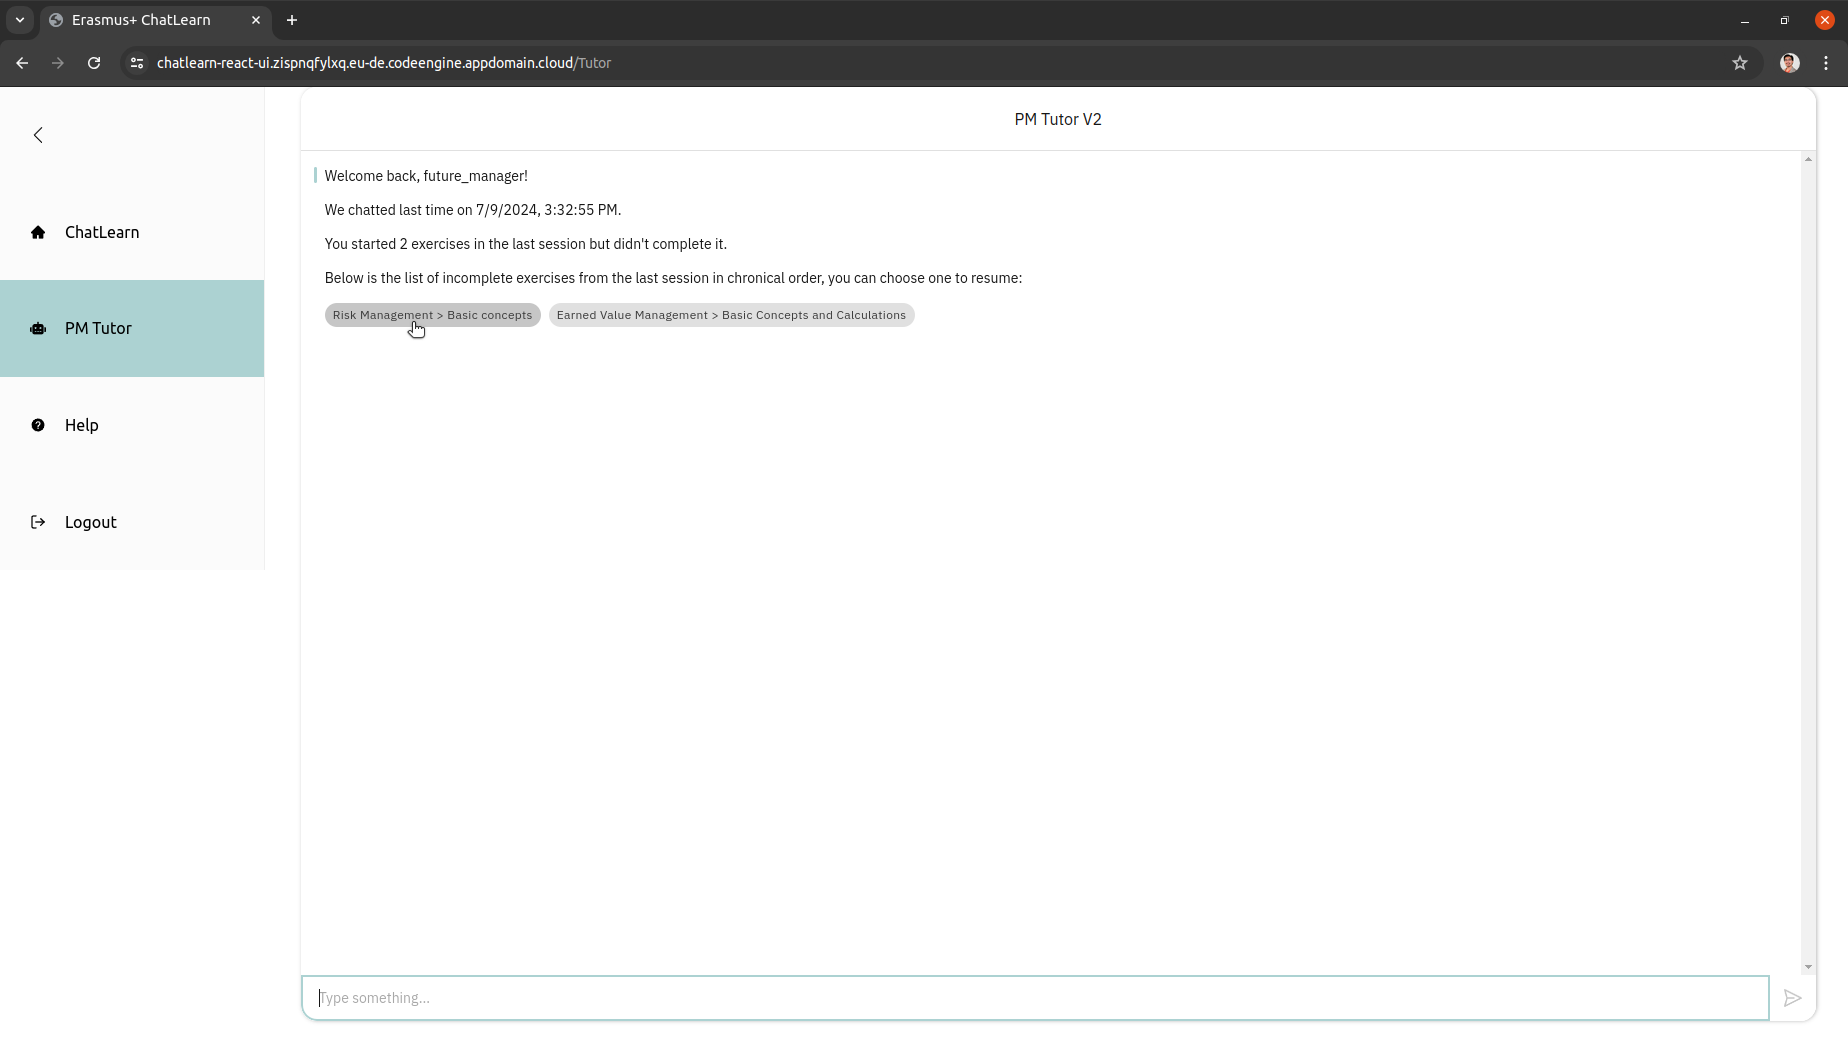 Erasmus+ ChatLearn
chatlearn-react-ui.zispnqfylxq.eu-de.codeengine.appdomain.cloud/Tutor
ChatLearn
PM Tutor
Help
Logout
PM Tutor V2
Welcome back, future_manager!
We chatted last time on 7/9/2024, 3:32:55 PM.
You started 2 exercises in the last session but didn't complete it.
Below is the list of incomplete exercises from the last session in chronical order, you can choose one to resume:
Risk Management > Basic concepts Earned Value Management > Basic Concepts and Calculations
Type something...